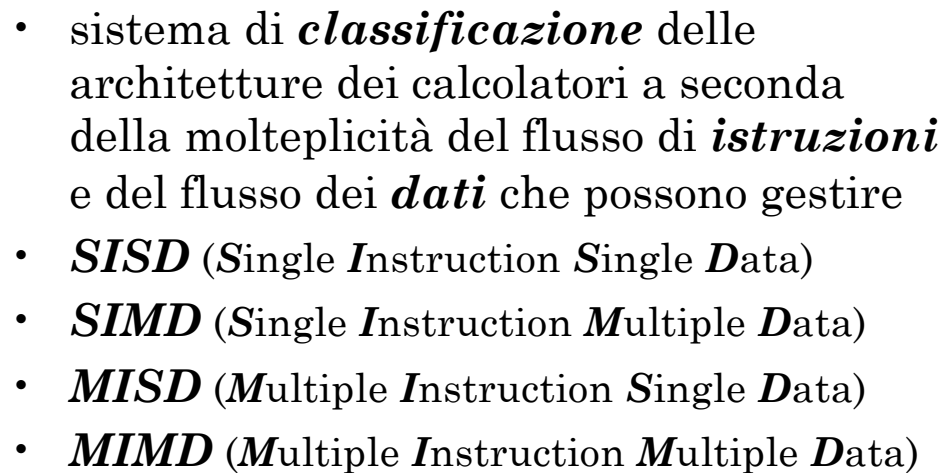 • sistema di classificazione delle
architetture dei calcolatori a seconda
della molteplicità del flusso di istruzioni
e del flusso dei dati che possono gestire
• SISD (Single Instruction Single Data)
• SIMD (Single Instruction Multiple Data)
• MISD (Multiple Instruction Single Data)
• MIMD (Multiple Instruction Multiple Data)